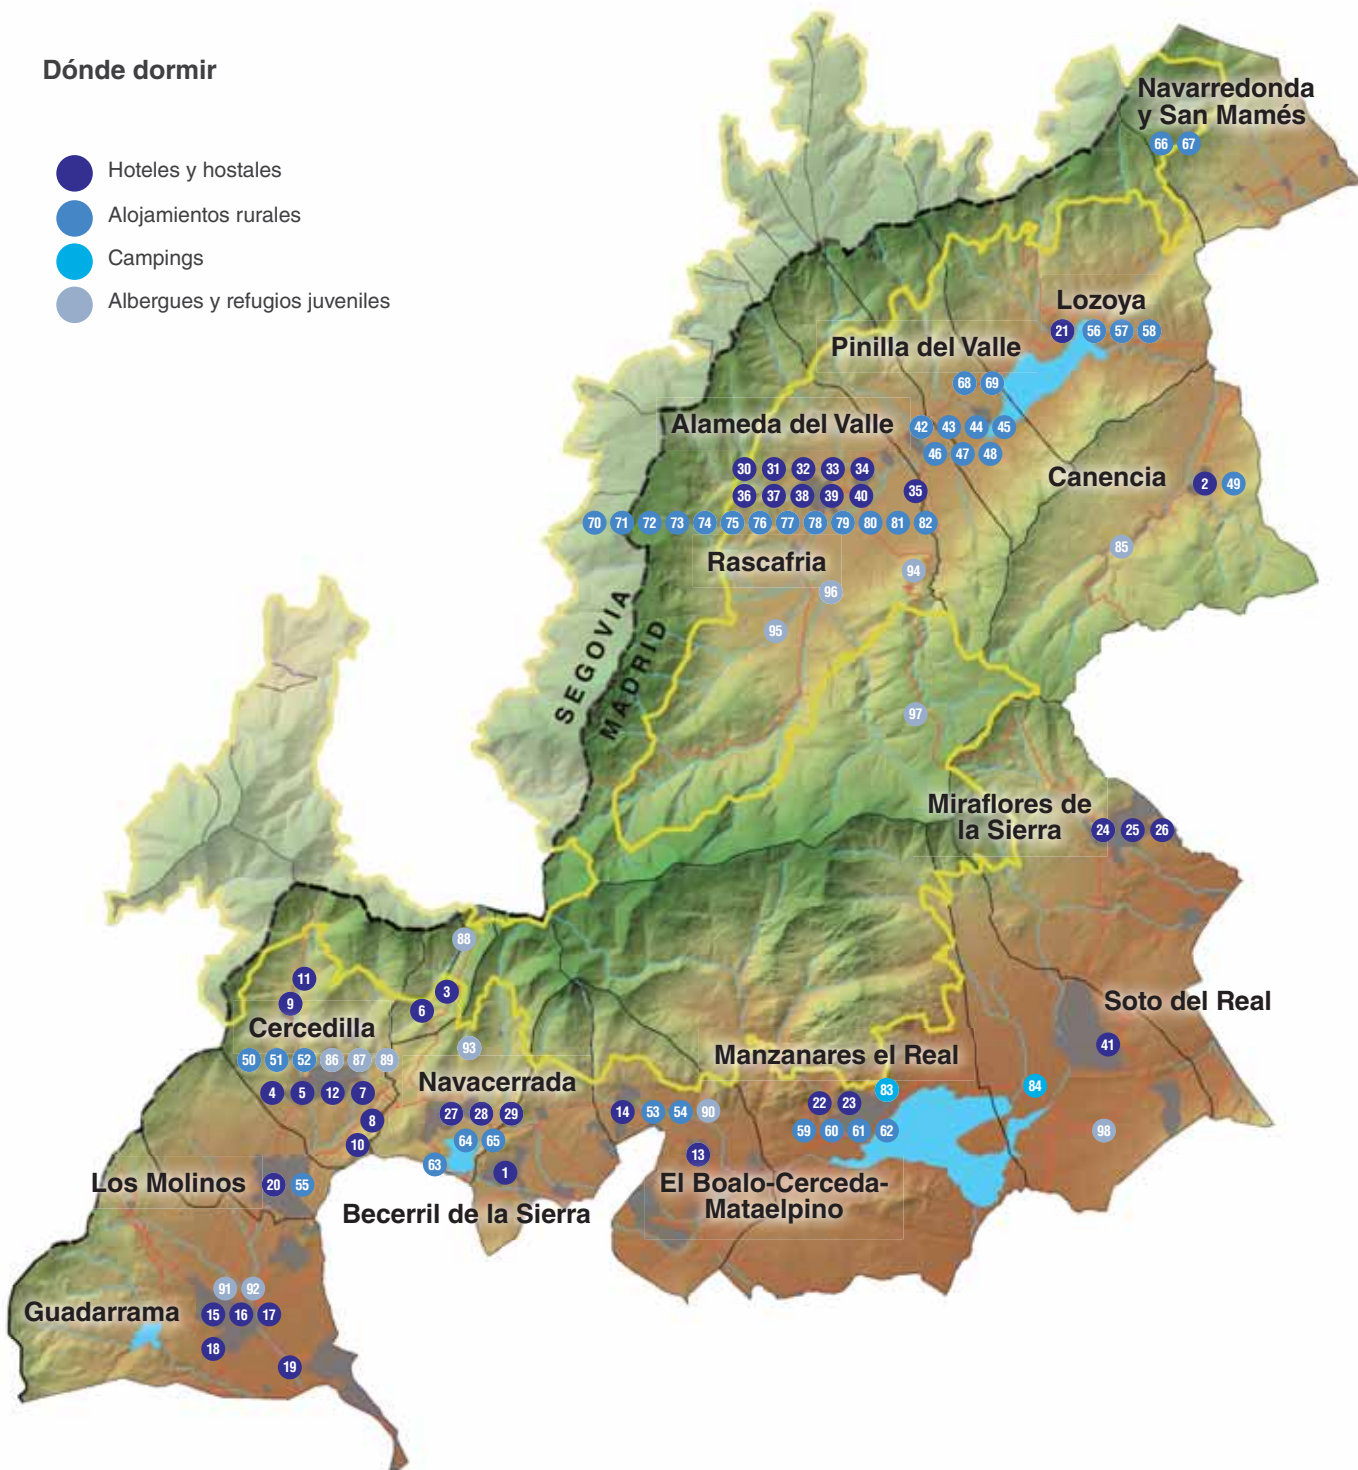 Dónde dormir
Hoteles y hostales
Alojamientos rurales
Campings
Albergues y refugios juveniles
Navarredonda
y San Mamés
66 67
Lozoya
21 56 57 58
Pinilla del Valle
68 69
Alameda del Valle
42 43 44 45
46 47 48
30 31 32 33 34
35
36 37 38 39 40
Canencia
2 49
70 71 72 73 74 75 76 77 78 79 80 81 82
85
Rascafria
94
96
95
SEGOVIA
MADRID
97
Miraflores de
la Sierra
24 25 26
88
11
3
9
6
Cercedilla
Soto del Real
41
93
50 51 52 86 87 89
Manzanares el Real
83
84
4 5 12 7
Navacerrada
22 23
27 28 29
14 53 54 90
8
59 60 61 62
98
10
64 65
63
13
1
Los Molinos
20 55
El Boalo-Cerceda-
Mataelpino
Becerril de la Sierra
91 92
Guadarrama
15 16 17
18
19